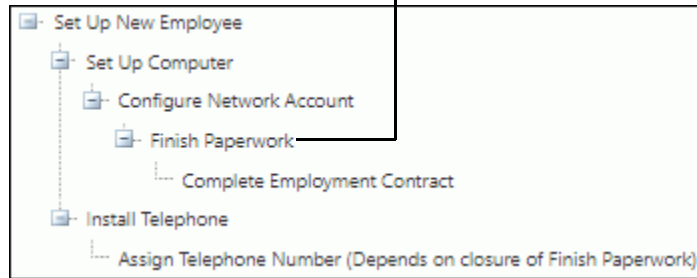 Set Up New Employee
Set Up Computer
Configure Network Account
Finish Paperwork
Complete Employment Contract
Install Telephone
Assign Telephone Number (Depends on closure of Finish Paperwork)